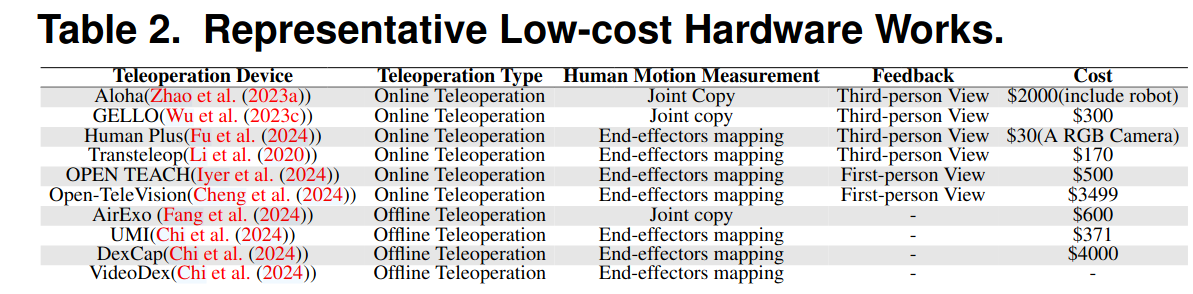 Table 2. Representative Low-cost Hardware Works.
Teleoperation Device Teleoperation Type Human Motion Measurement Feedback Cost
Aloha(Zhao et al. (2023a)) Online Teleoperation Joint Copy Third-person View $2000(include robot)
GELLO(Wu et al. (2023c)) Online Teleoperation Joint copy Third-person View $300
Human Plus(Fu et al. (2024)) Online Teleoperation End-effectors mapping Third-person View $30(A RGB Camera)
Transteleop(Li et al. (2020)) Online Teleoperation End-effectors mapping Third-person View $170
OPEN TEACH(Iyer et al. (2024)) Online Teleoperation End-effectors mapping First-person View $500
Open-TeleVision(Cheng et al. (2024)) Online Teleoperation End-effectors mapping First-person View $3499
AirExo (Fang et al. (2024)) Offline Teleoperation Joint copy - $600
UMI(Chi et al. (2024)) Offline Teleoperation End-effectors mapping - $371
DexCap(Chi et al. (2024)) Offline Teleoperation End-effectors mapping - $4000
VideoDex(Chi et al. (2024)) Offline Teleoperation End-effectors mapping - -